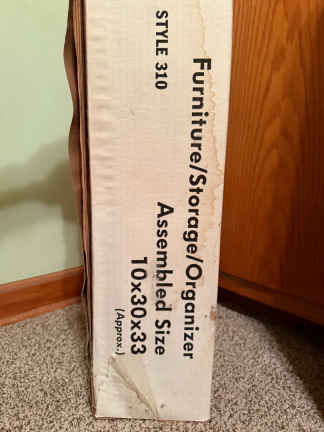 Furniture/Storage/Organizer
Assembled Size
10x30x33
(Approx.)
STYLE 310